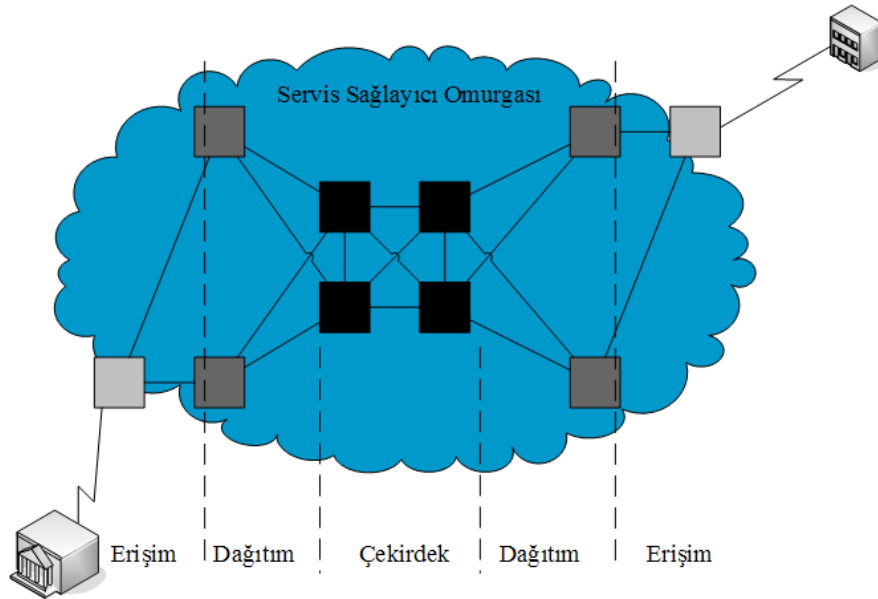 Servis Sağlayıcı Omurgası
Erişim
Dağıtım
Çekirdek
Dağıtım
Erişim